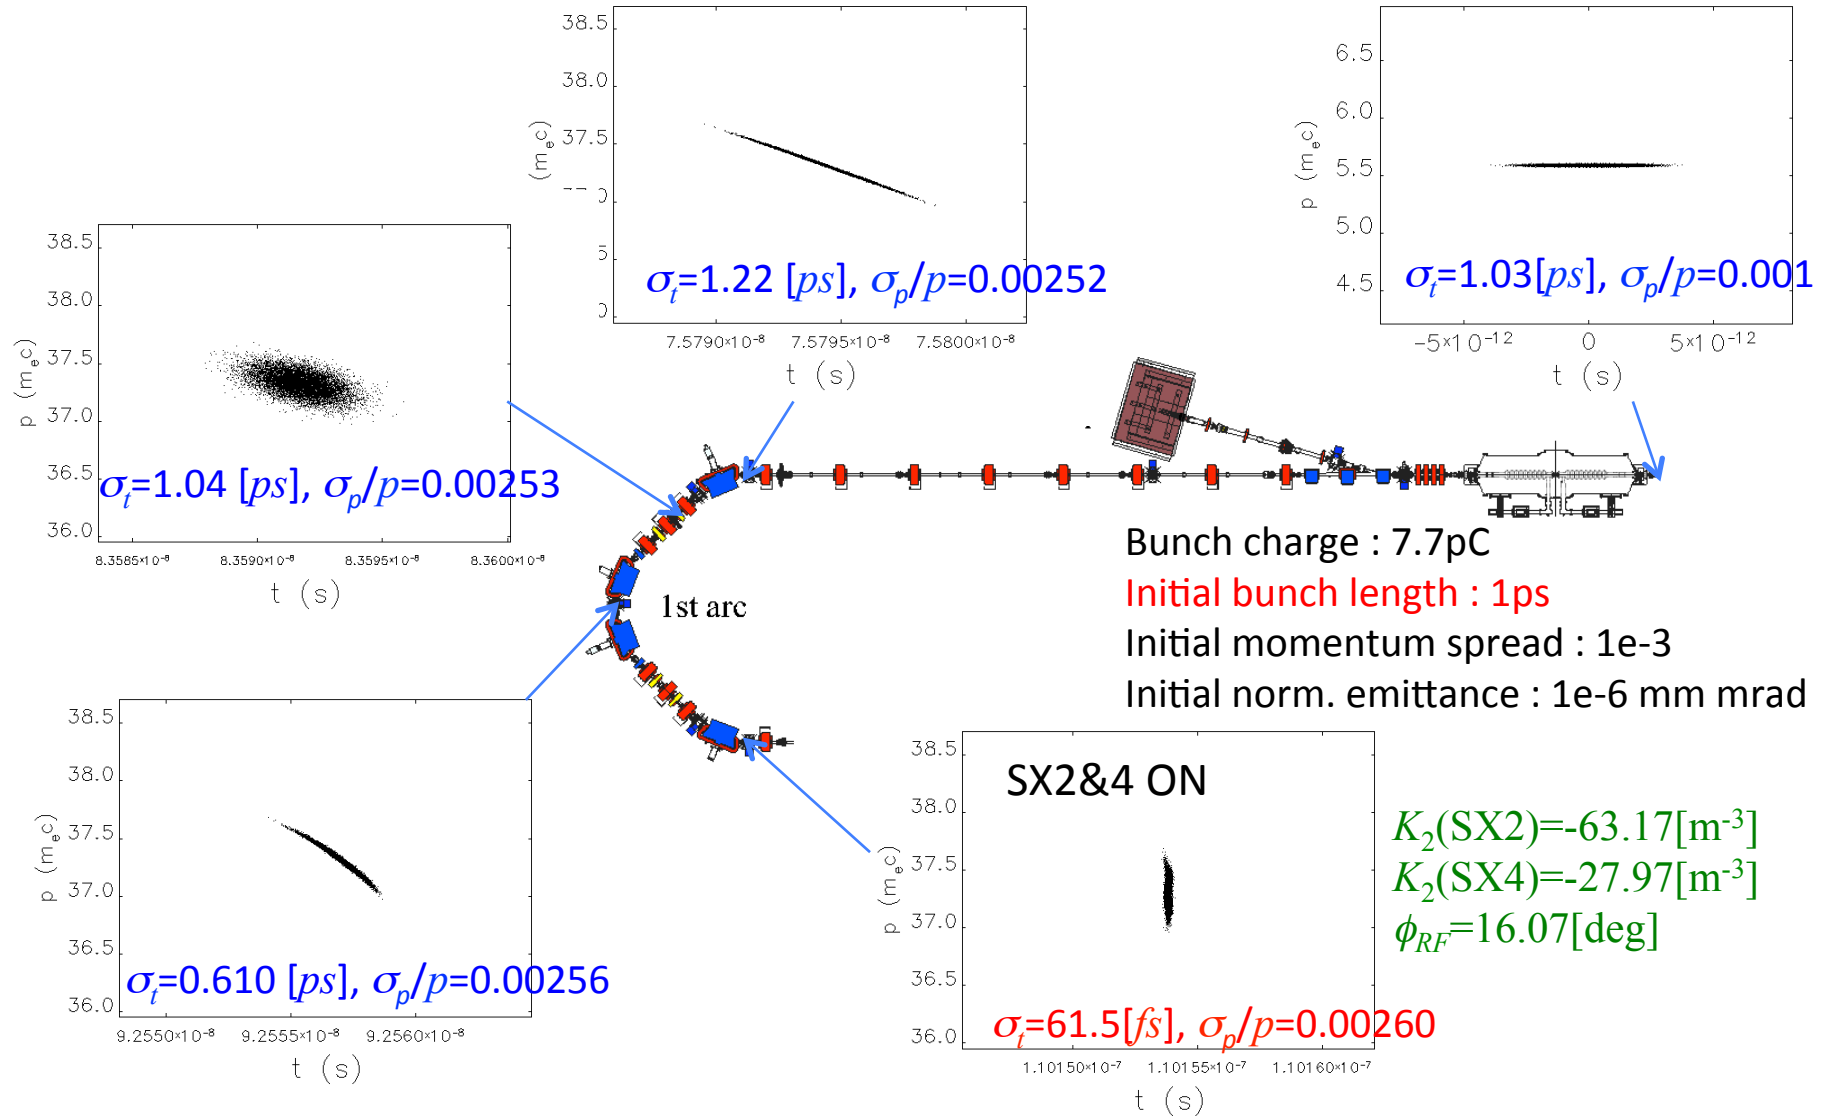 38.5
38.0
37.5
5
p (mₑc)
σₜ=1.22 [ps], σₚ/p=0.00252
7.5790×10⁻⁸ 7.5795×10⁻⁸ 7.5800×10⁻⁸
t (s)
6.5
6.0
5.5
5.0
4.5
p (mₑc)
σₜ=1.03[ps], σₚ/p=0.001
−5×10⁻¹² 0 5×10⁻¹²
t (s)
38.5
38.0
37.5
37.0
36.5
36.0
p (mₑc)
σₜ=1.04 [ps], σₚ/p=0.00253
8.3585×10⁻⁸ 8.3590×10⁻⁸ 8.3595×10⁻⁸ 8.3600×10⁻⁸
t (s)
1st arc
Bunch charge : 7.7pC
Initial bunch length : 1ps
Initial momentum spread : 1e-3
Initial norm. emittance : 1e-6 mm mrad
38.5
38.0
37.5
37.0
36.5
36.0
p (mₑc)
σₜ=0.610 [ps], σₚ/p=0.00256
9.2550×10⁻⁸ 9.2555×10⁻⁸ 9.2560×10⁻⁸
t (s)
SX2&4 ON
38.5
38.0
37.5
37.0
36.5
36.0
p (mₑc)
σₜ=61.5[fs], σₚ/p=0.00260
1.10150×10⁻⁷ 1.10155×10⁻⁷ 1.10160×10⁻⁷
t (s)
K₂(SX2)=-63.17[m⁻³]
K₂(SX4)=-27.97[m⁻³]
ϕRF=16.07[deg]